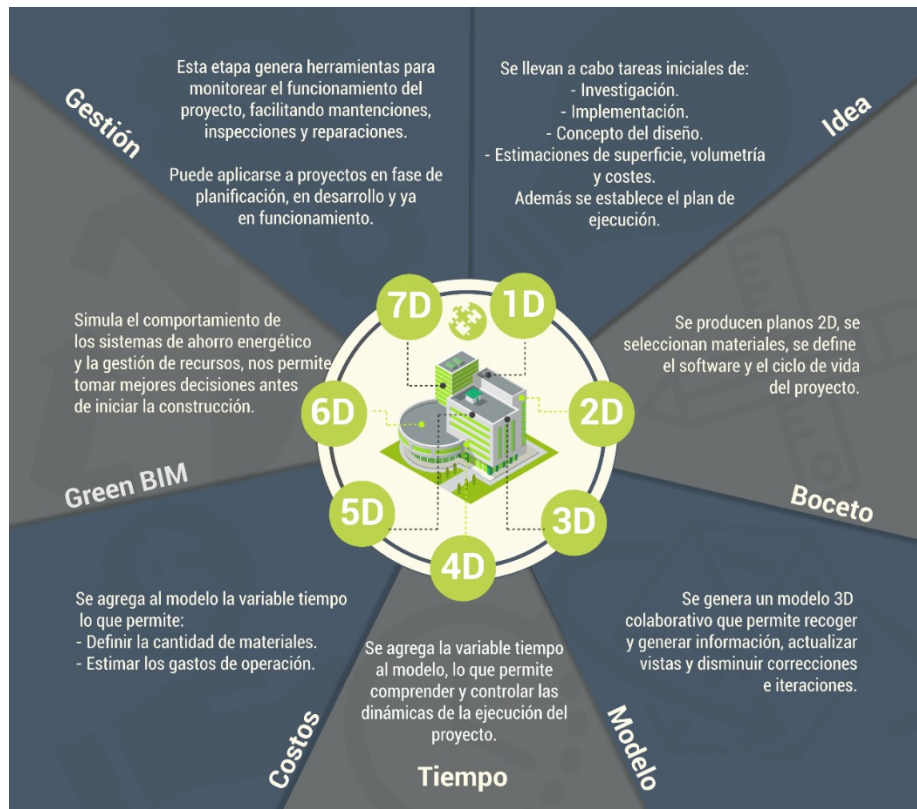 1D
Idea
Se llevan a cabo tareas iniciales de:
- Investigación.
- Implementación.
- Concepto del diseño.
- Estimaciones de superficie, volumetría
y costes.
Además se establece el plan de
ejecución.
2D
Boceto
Se producen planos 2D, se
seleccionan materiales, se define
el software y el ciclo de vida
del proyecto.
3D
Modelo
Se genera un modelo 3D
colaborativo que permite recoger
y generar información, actualizar
vistas y disminuir correcciones
e iteraciones.
4D
Tiempo
Se agrega la variable tiempo
al modelo, lo que permite
comprender y controlar las
dinámicas de la ejecución del
proyecto.
5D
Costos
Se agrega al modelo la variable tiempo
lo que permite:
- Definir la cantidad de materiales.
- Estimar los gastos de operación.
6D
Green BIM
Simula el comportamiento de
los sistemas de ahorro energético
y la gestión de recursos, nos permite
tomar mejores decisiones antes
de iniciar la construcción.
7D
Gestión
Esta etapa genera herramientas para
monitorear el funcionamiento del
proyecto, facilitando mantenciones,
inspecciones y reparaciones.
Puede aplicarse a proyectos en fase de
planificación, en desarrollo y ya
en funcionamiento.